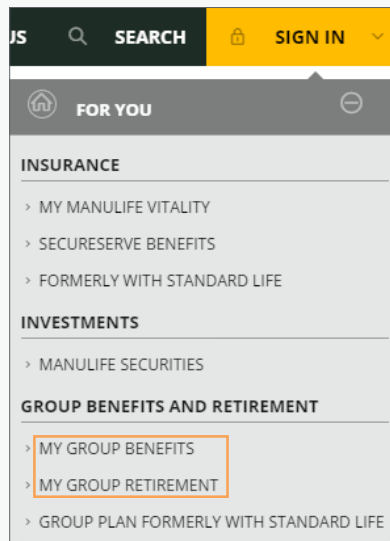 US SEARCH SIGN IN
FOR YOU
INSURANCE
MY MANULIFE VITALITY
SECURESERVE BENEFITS
FORMERLY WITH STANDARD LIFE
INVESTMENTS
MANULIFE SECURITIES
GROUP BENEFITS AND RETIREMENT
MY GROUP BENEFITS
MY GROUP RETIREMENT
GROUP PLAN FORMERLY WITH STANDARD LIFE